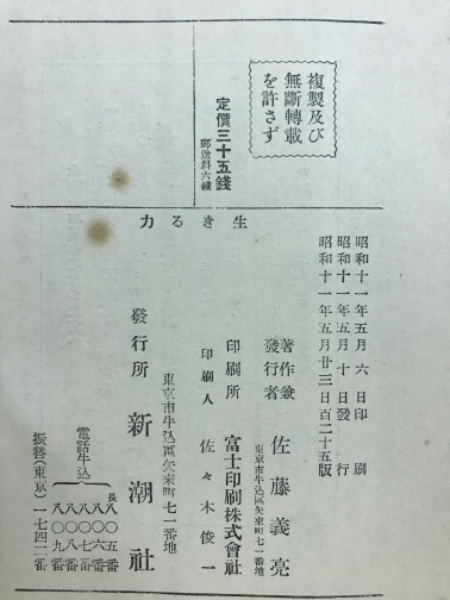 複製及び
無斷轉載
を許さず
定價三十五錢
郵送料六錢
生きる力
昭和十一年五月六日印刷
昭和十一年五月十日發行
昭和十一年五月廿三日百二十五版
著作兼
發行者 佐藤義亮
東京市牛込區矢來町七一番地
印刷所 富士印刷株式會社
印刷人 佐々木俊一
東京市牛込區矢來町七一番地
發行所 新潮社
電話牛込
長八〇五番
八〇六番
八〇七番
八〇八番
八〇九番
振替(東京)一七四二番